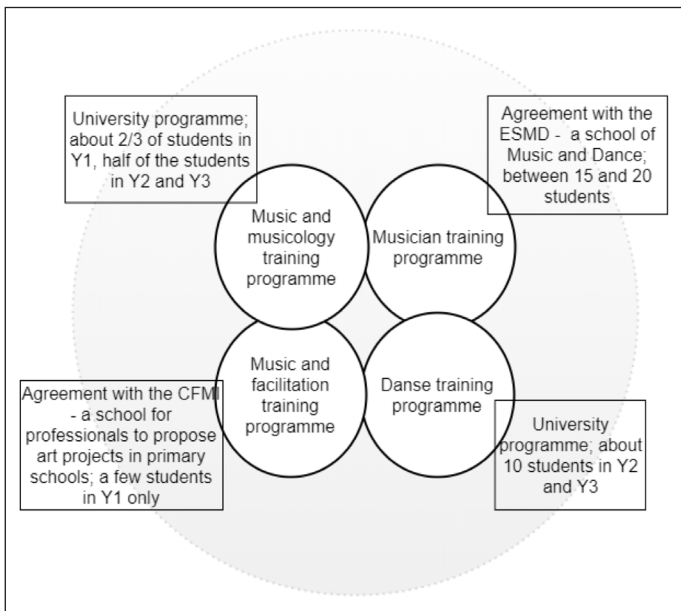 University programme;
about 2/3 of students in
Y1, half of the students
in Y2 and Y3
Agreement with the
ESMD - a school of
Music and Dance;
between 15 and 20
students
Music and
musicology
training
programme
Musician training
programme
Music and
facilitation
training
programme
Danse training
programme
Agreement with the CFMI
- a school for
professionals to propose
art projects in primary
schools; a few students
in Y1 only
University
programme; about
10 students in Y2
and Y3